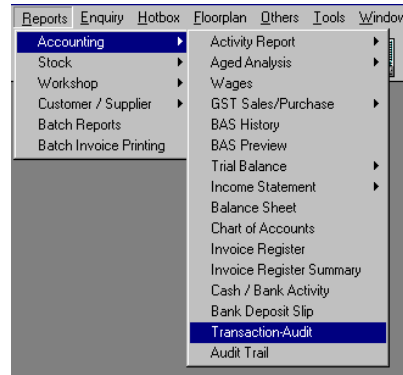 Reports Enquiry Hotbox Floorplan Others Tools Window
Accounting
Stock
Workshop
Customer / Supplier
Batch Reports
Batch Invoice Printing
Activity Report
Aged Analysis
Wages
GST Sales/Purchase
BAS History
BAS Preview
Trial Balance
Income Statement
Balance Sheet
Chart of Accounts
Invoice Register
Invoice Register Summary
Cash / Bank Activity
Bank Deposit Slip
Transaction-Audit
Audit Trail